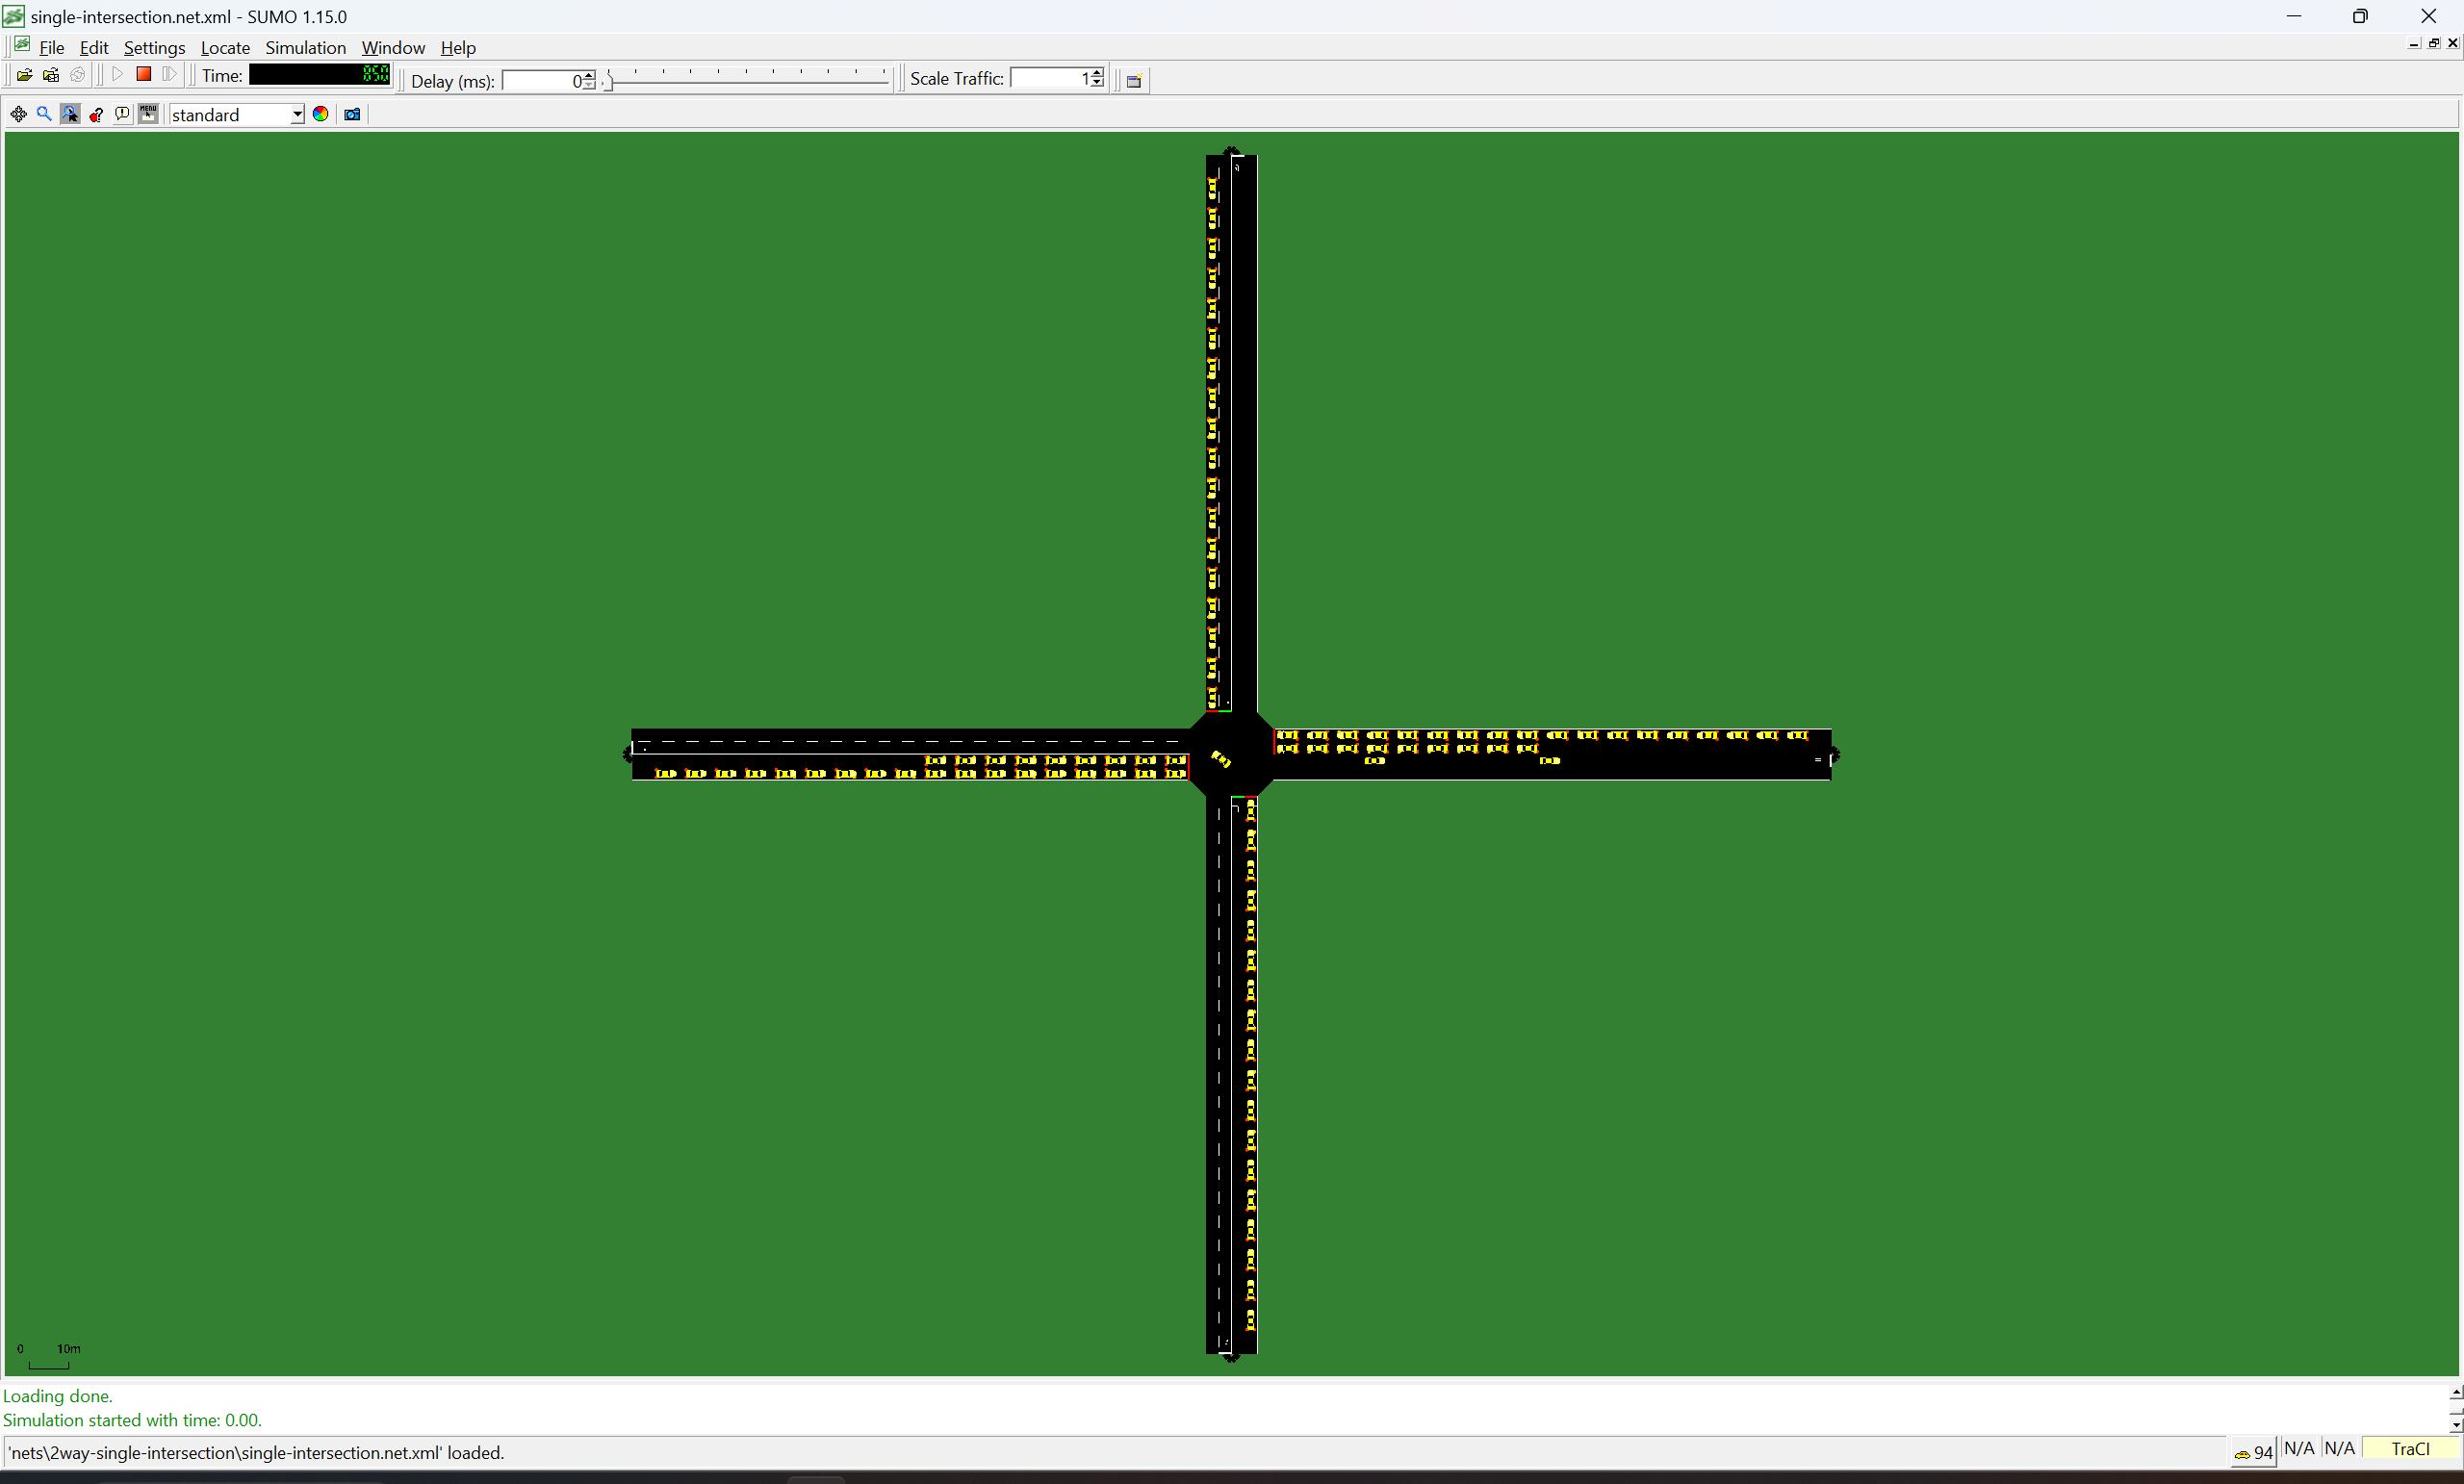 single-intersection.net.xml - SUMO 1.15.0
File Edit Settings Locate Simulation Window Help
Time: 850 Delay (ms): 0 Scale Traffic: 1
MENU standard
0 10m
Loading done.
Simulation started with time: 0.00.
'nets\2way-single-intersection\single-intersection.net.xml' loaded. 94 N/A N/A TraCI